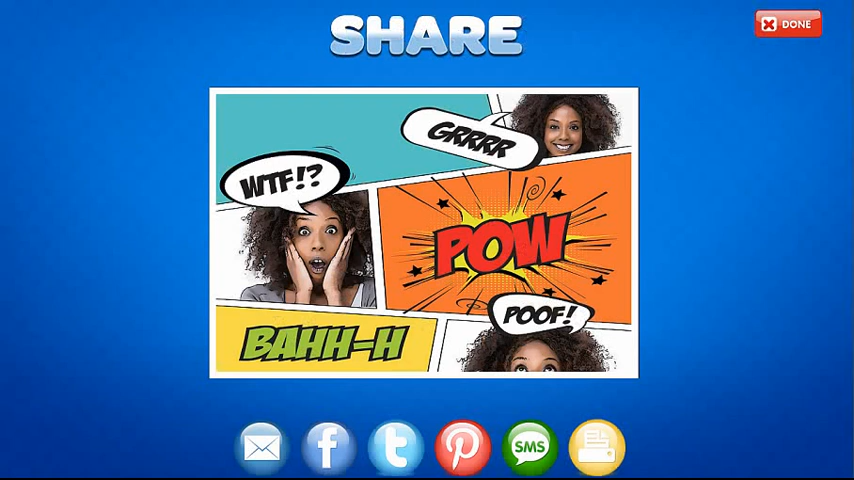 SHARE
DONE
GRRRR
WTF!?
POW
POOF!
BAHH-H
SMS